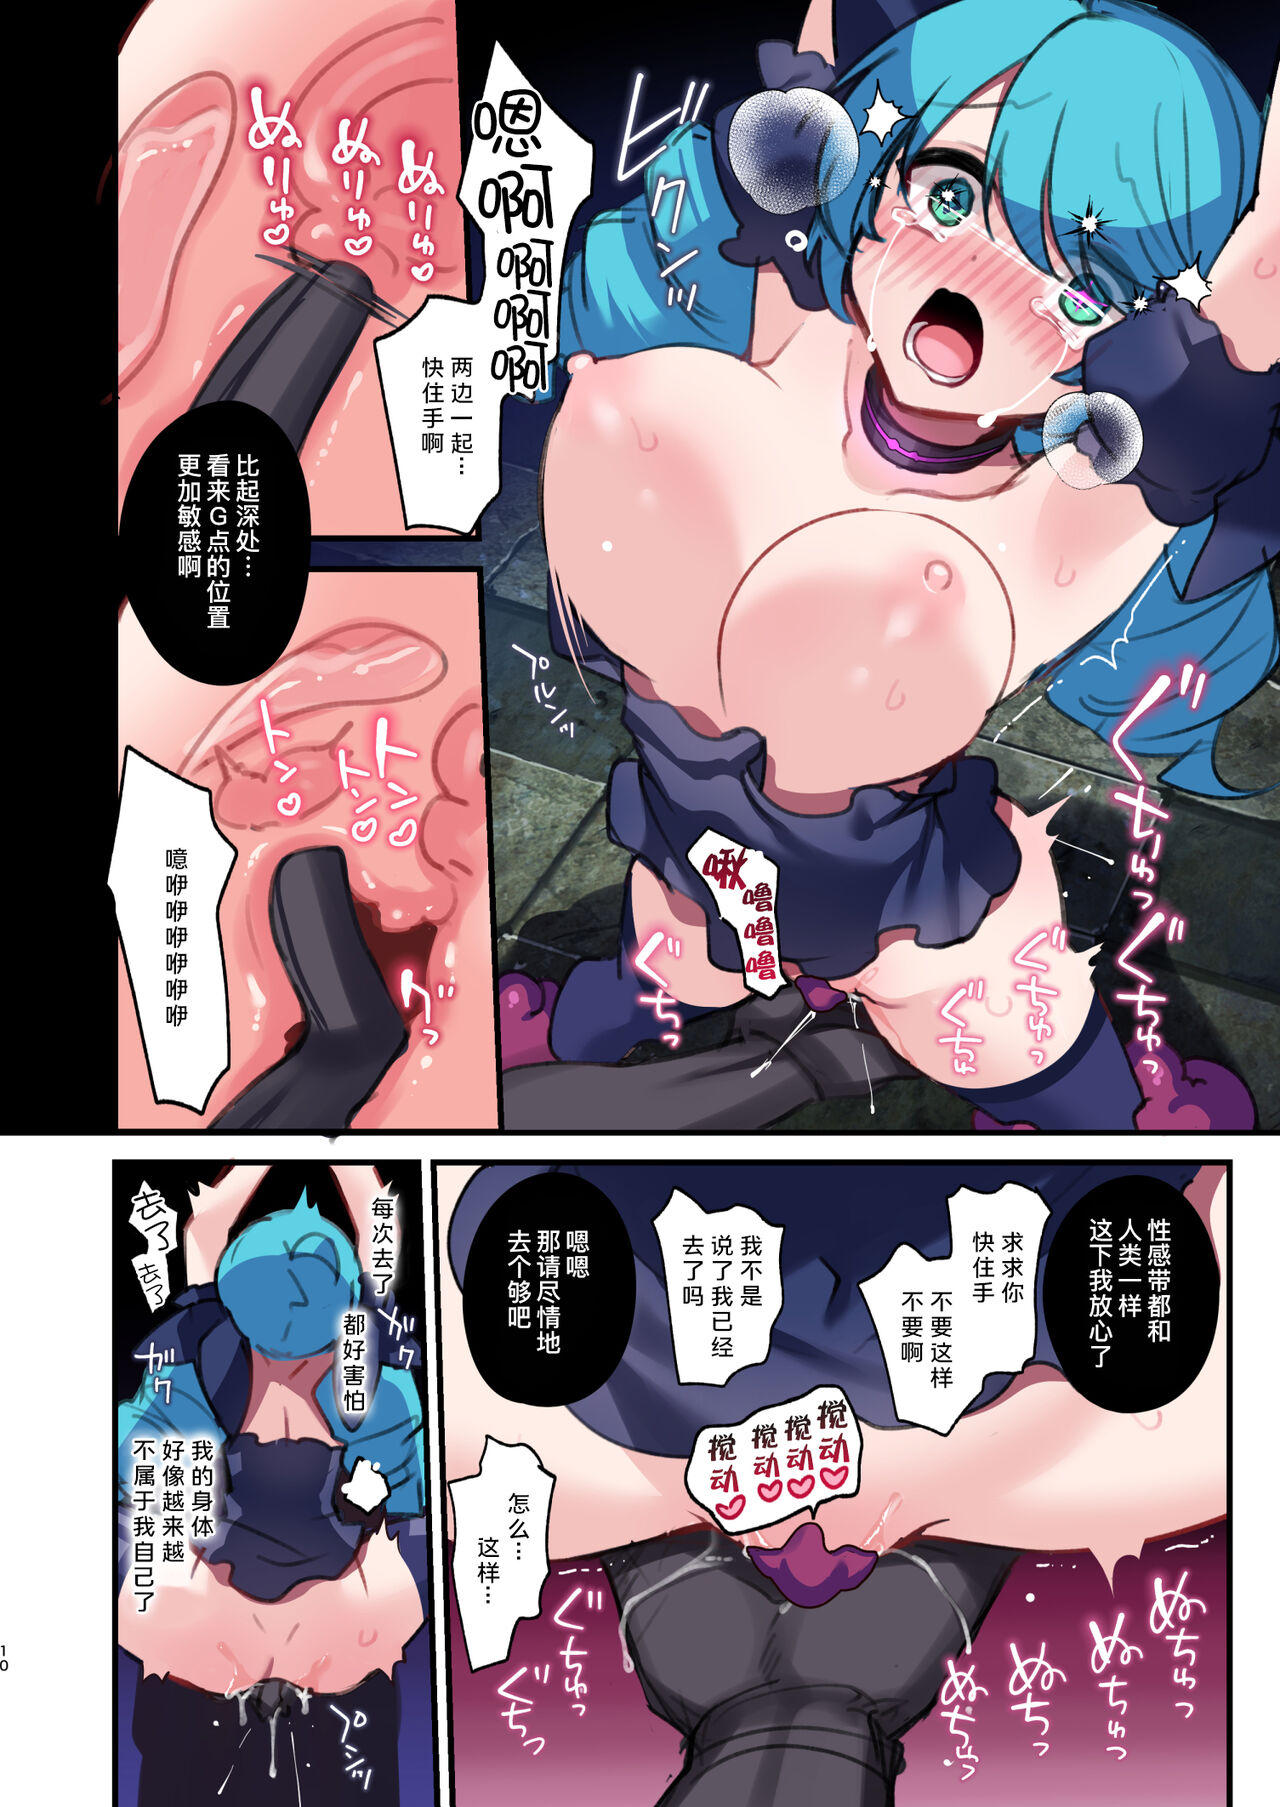 嗯
啊
啊
啊
啊
ビクンッ
两边一起…
快住手啊
ぬりゅ♡
ぬりゅ♡
ぬりゅ♡
比起深处…
看来G点的位置
更加敏感啊
プルンッ
ぐちゅっ
ぐちゅっ
ぐちゅっ
ぐちゅっ
ぐちっ
啾
噜
噜
噜
トン♡
トン♡
トン♡
グッ
噫咿咿咿咿咿咿
性感带都和
人类一样
这下我放心了
求求你
快住手
不要这样
不要啊
我不是
说了我已经
去了吗
嗯嗯
那请尽情地
去个够吧
搅动♡
搅动♡
搅动♡
搅动♡
怎么…
这样…
ぬちゅっ
ぬちゅっ
ぬちゅっ
ぬちゅっ
ぐちゅっ
ぐちっ
每次去了
都好害怕
去了
去了
ガク
ガク
我的身体
好像越来越
不属于我自己了
プシッ
10